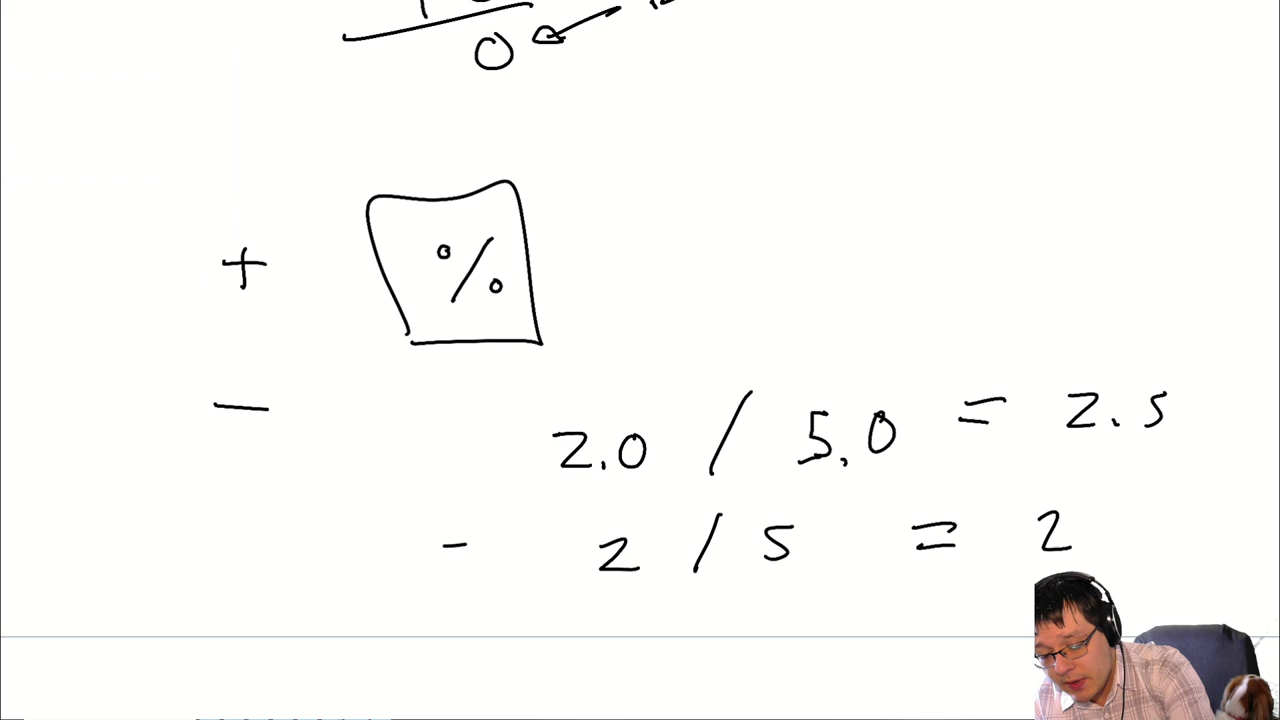 0
+ %
-
2.0 / 5.0 = 2.5
- 2 / 5 = 2